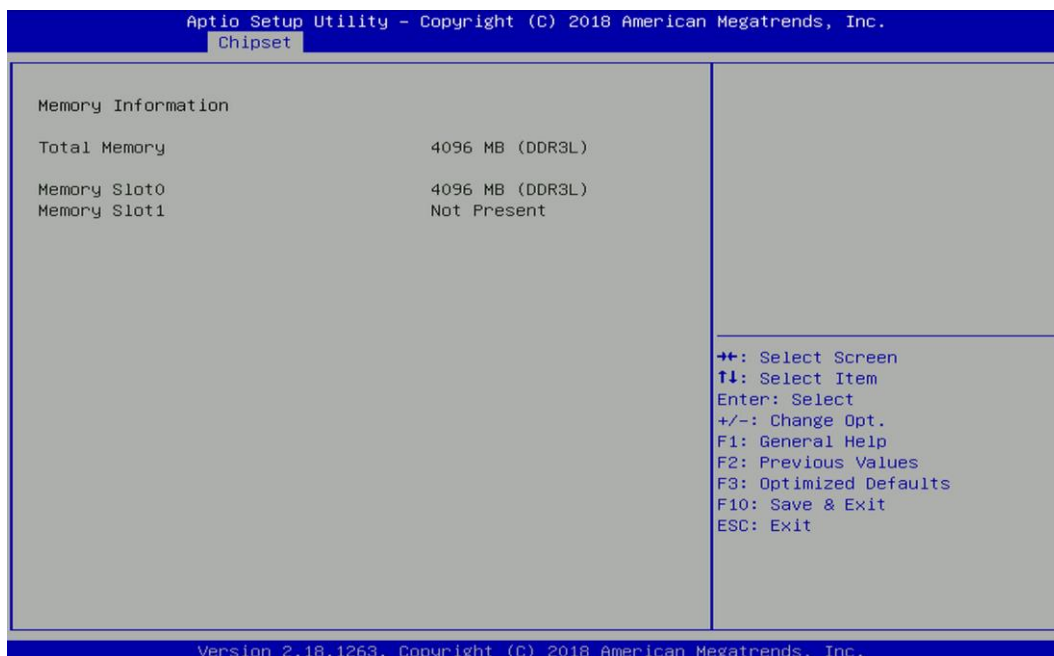 Aptio Setup Utility – Copyright (C) 2018 American Megatrends, Inc.
Chipset
Memory Information
Total Memory 4096 MB (DDR3L)
Memory Slot0 4096 MB (DDR3L)
Memory Slot1 Not Present
→←: Select Screen
↑↓: Select Item
Enter: Select
+/-: Change Opt.
F1: General Help
F2: Previous Values
F3: Optimized Defaults
F10: Save & Exit
ESC: Exit
Version 2.18.1263. Copyright (C) 2018 American Megatrends, Inc.